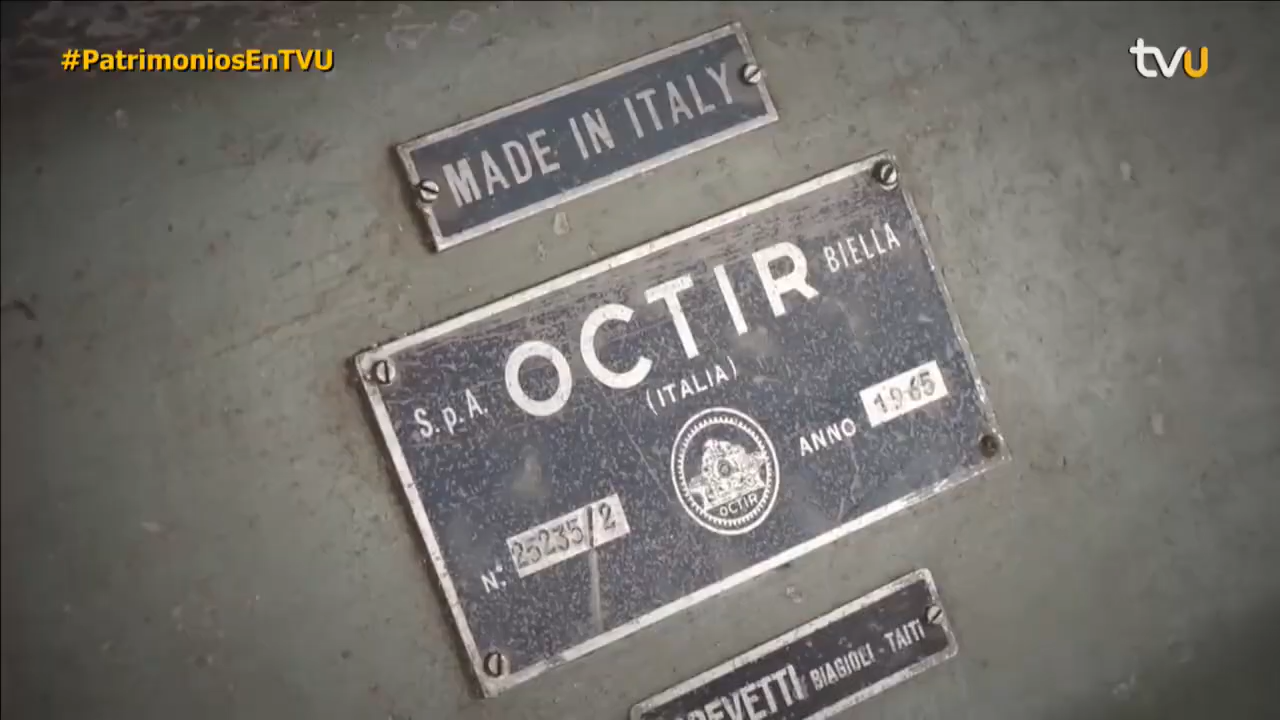 #PatrimoniosEnTVU
tvu
MADE IN ITALY
S.p.A. OCTIR BIELLA
(ITALIA)
ANNO 1965
OCTIR
N. 25235/2
BIAGIOLI - TAITI